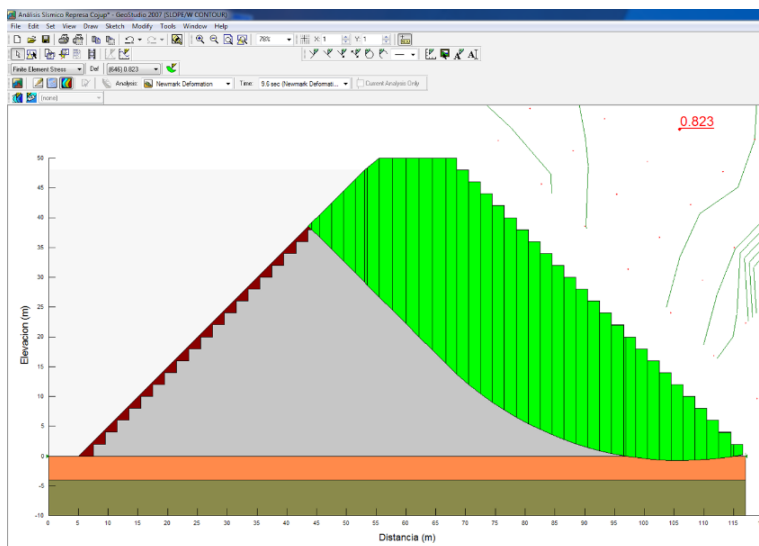 Análisis Sísmico Represa Cojup* - GeoStudio 2007 (SLOPE/W CONTOUR)
File Edit Set View Draw Sketch Modify Tools Window Help
78% X: 1 Y: 1
Finite Element Stress Def (646) 0.823
Analysis: Newmark Deformation Time: 9.6 sec (Newmark Deformati... Current Analysis Only
(none)
0.823
50
45
40
35
30
25
20
15
10
5
0
-5
-10
Elevacion (m)
0 5 10 15 20 25 30 35 40 45 50 55 60 65 70 75 80 85 90 95 100 105 110 115
Distancia (m)